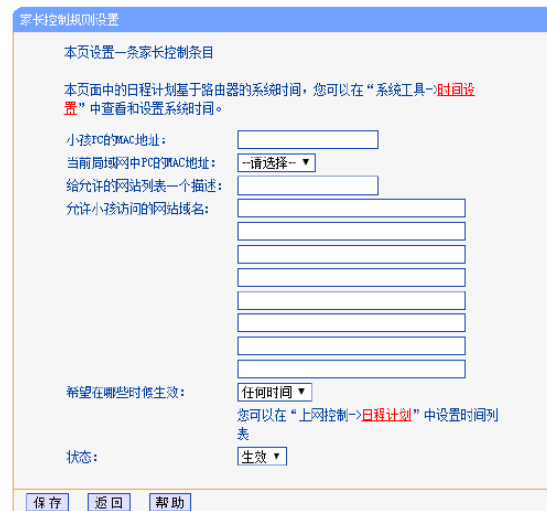 家长控制规则设置
本页设置一条家长控制条目
本页面中的日程计划基于路由器的系统时间，您可以在“系统工具->时间设
置”中查看和设置系统时间。
小孩PC的MAC地址：
当前局域网中PC的MAC地址： --请选择--
给允许的网站列表一个描述：
允许小孩访问的网站域名：
希望在哪些时候生效： 任何时间
您可以在“上网控制->日程计划”中设置时间列
表
状态： 生效
保存 返回 帮助